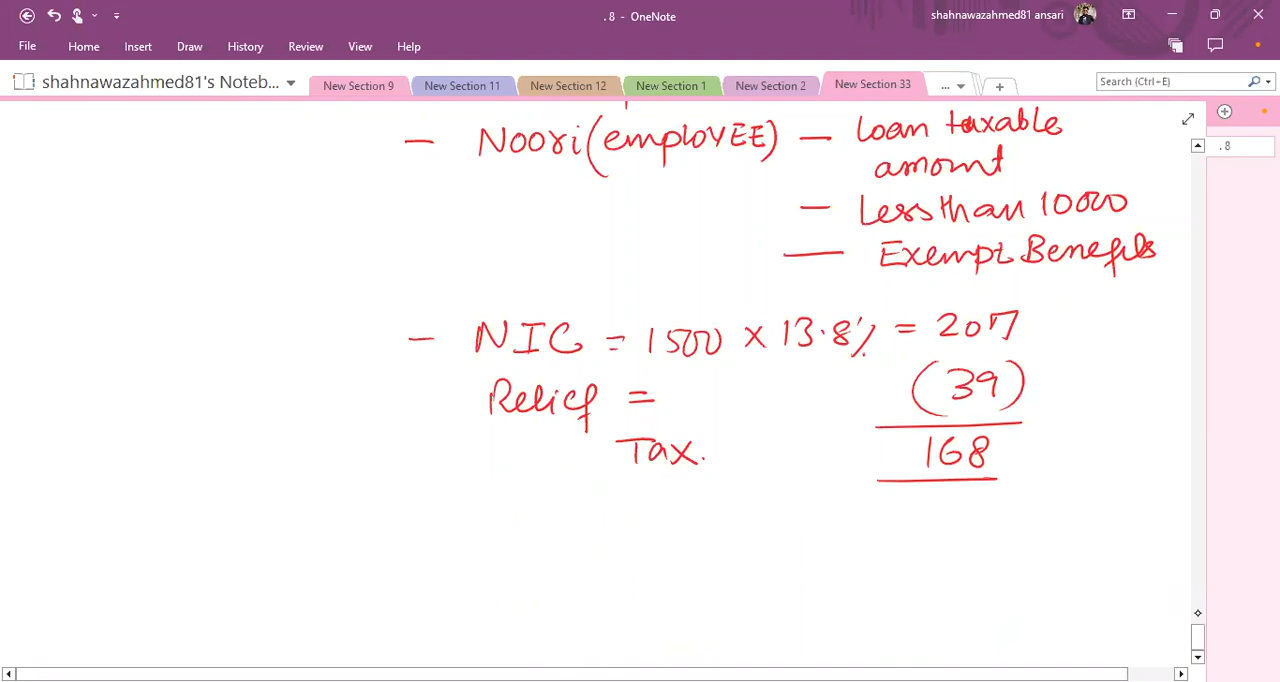 . 8 - OneNote
shahnawazahmed81 ansari
File Home Insert Draw History Review View Help
shahnawazahmed81's Noteb...
New Section 9 New Section 11 New Section 12 New Section 1 New Section 2 New Section 33 ... +
Search (Ctrl+E)
. 8
— Noori (employEE) — loan taxable
amount
— Less than 10000
— Exempt Benefits
— NIC = 1500 x 13.8% = 207
Relief = (39)
Tax. 168